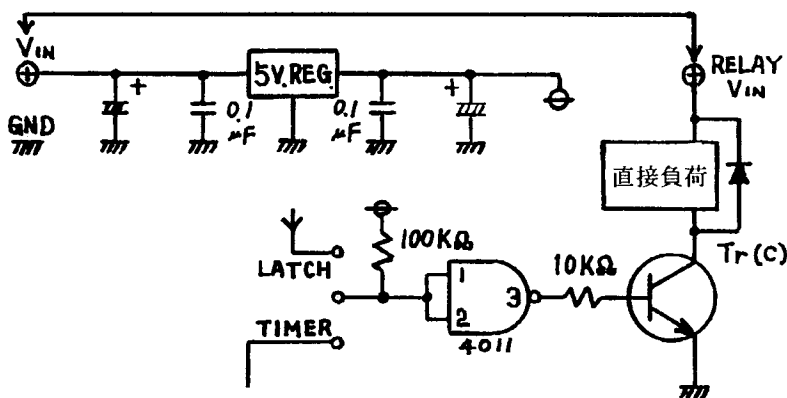 VIN
GND
+
0.1
µF
5V.REG.
0.1
µF
+
RELAY
VIN
直接負荷
Tr(C)
LATCH
TIMER
100KΩ
1
2
3
4011
10KΩ